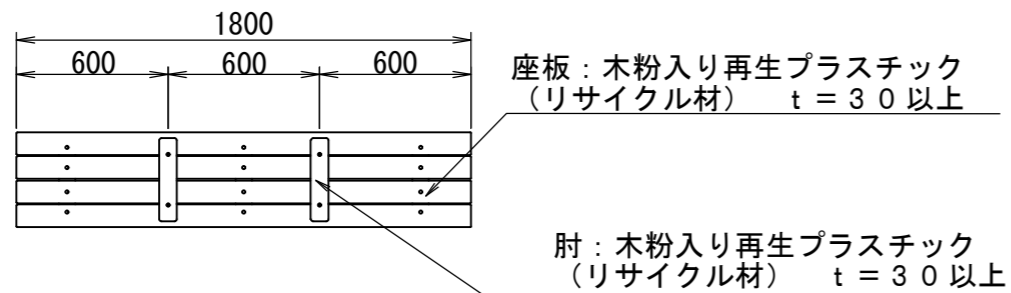 1800
600 600 600
座板：木粉入り再生プラスチック
（リサイクル材）　ｔ＝３０以上
肘：木粉入り再生プラスチック
（リサイクル材）　ｔ＝３０以上